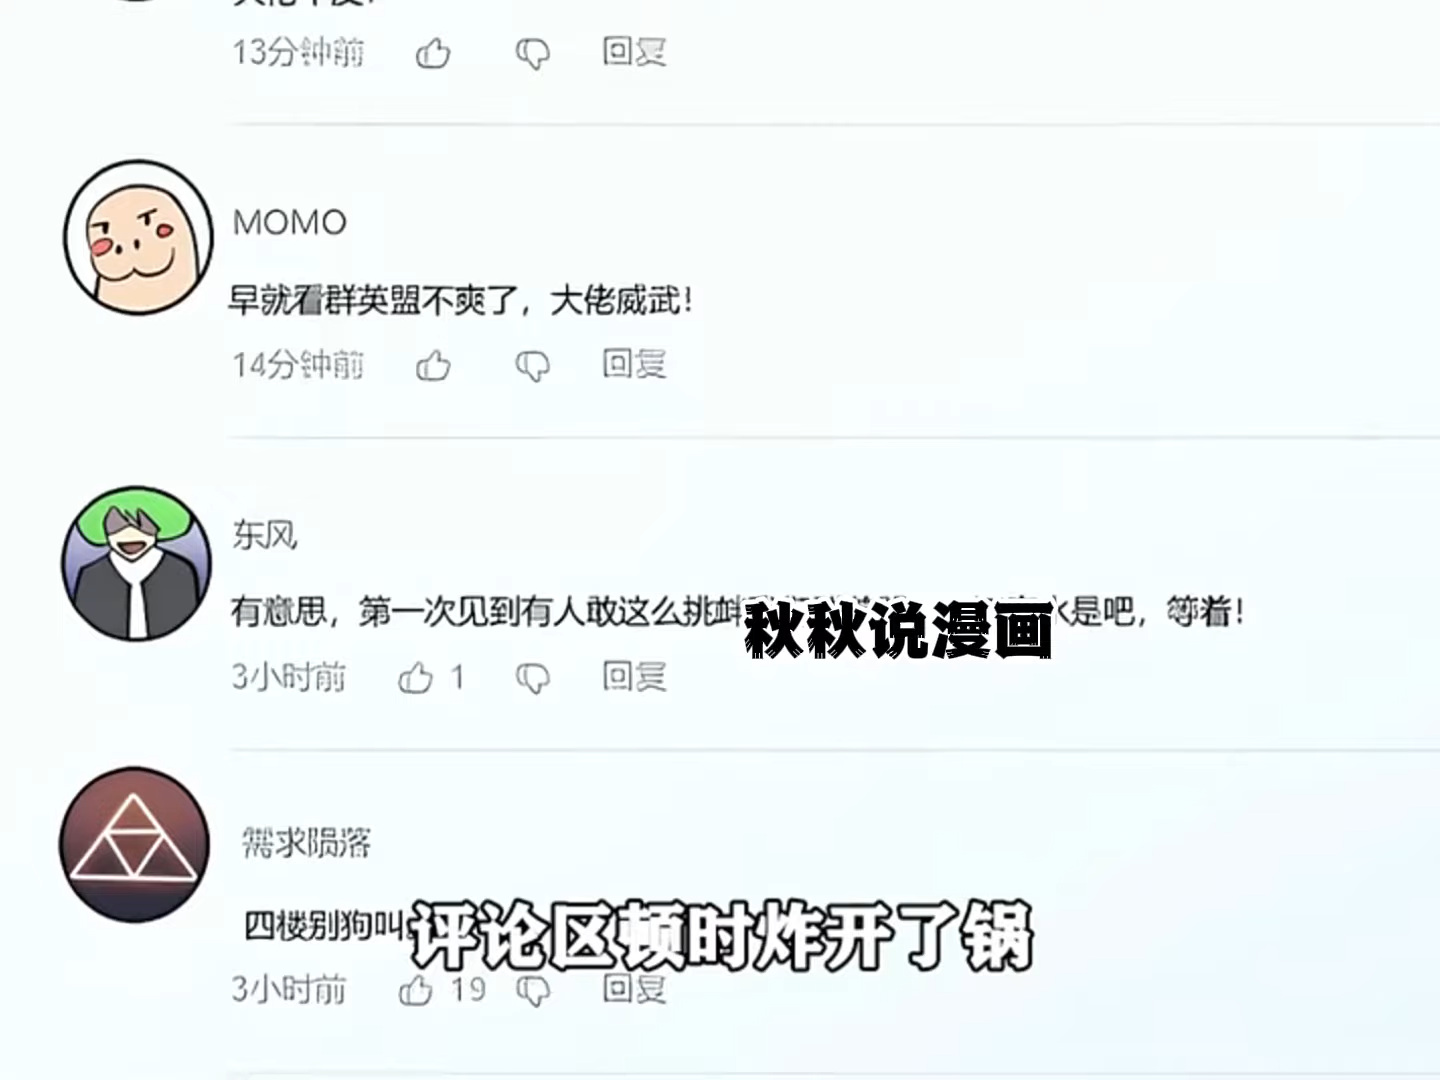 13分钟前 回复
MOMO
早就看群英盟不爽了，大佬威武！
14分钟前 回复
东风
有意思，第一次见到有人敢这么挑衅
是吧，等着！
秋秋说漫画
3小时前 1 回复
需求陨落
四楼别狗叫
评论区顿时炸开了锅
3小时前 19 回复